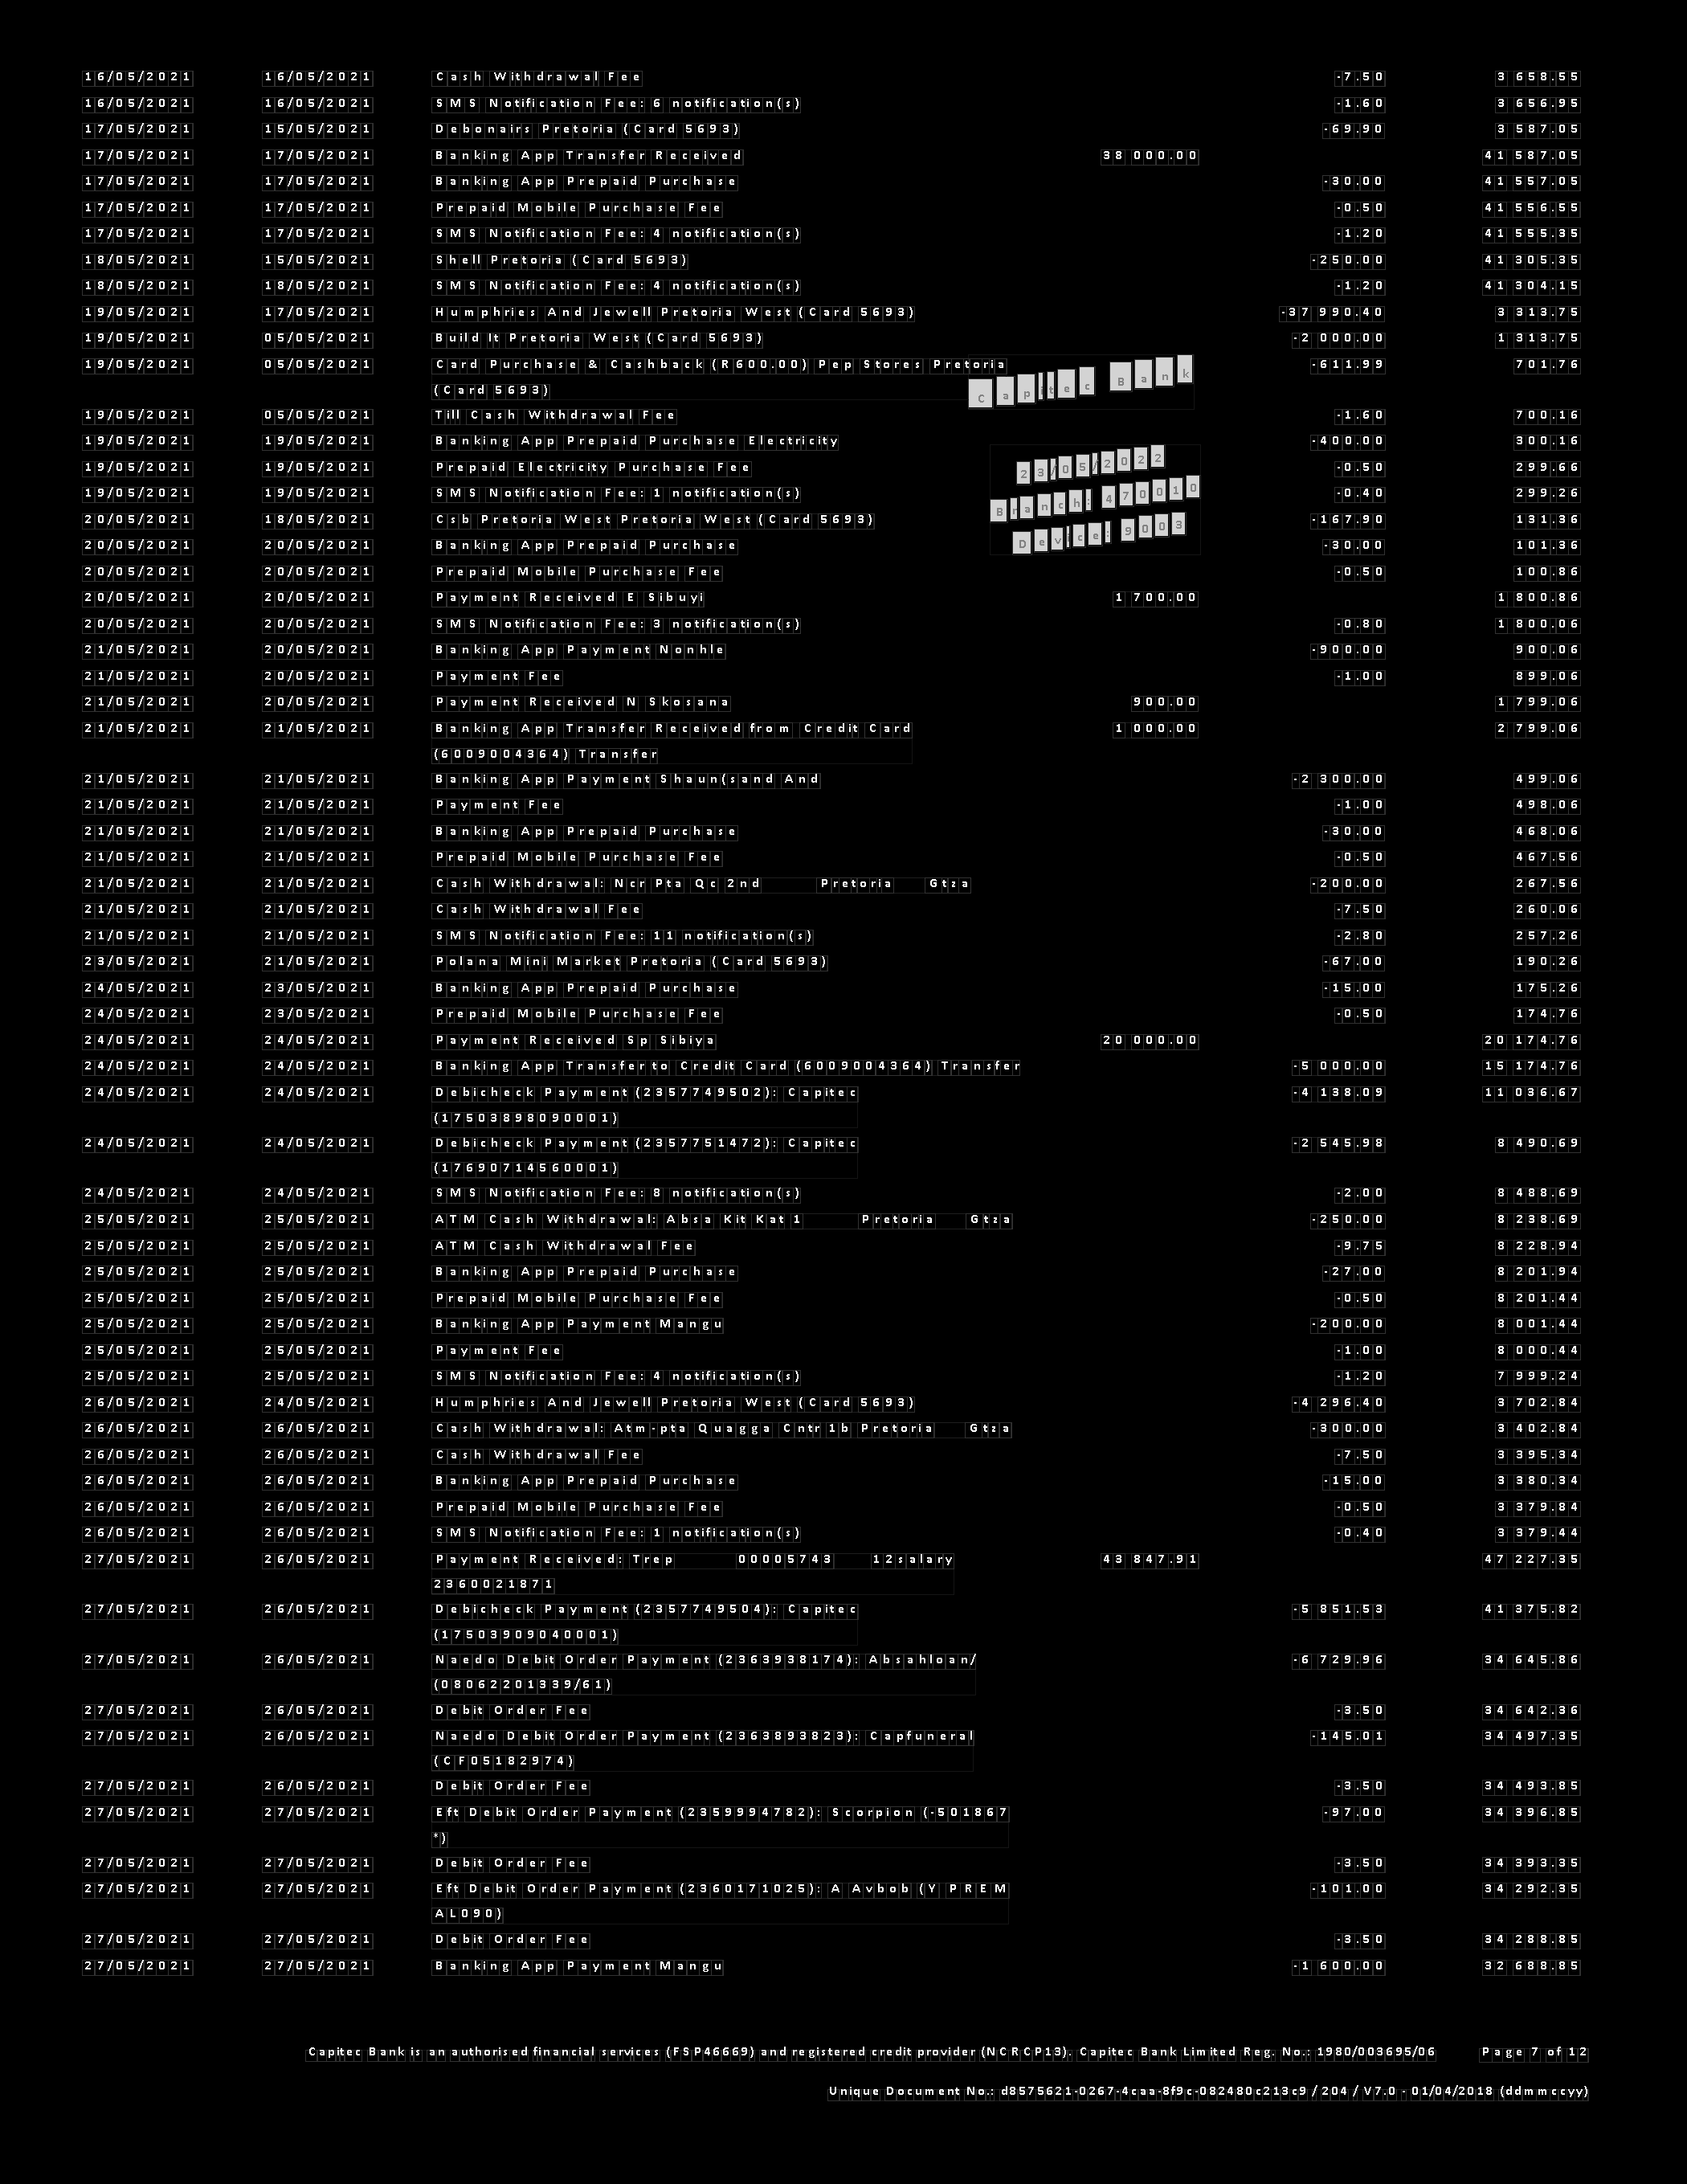 16/05/2021 16/05/2021 Cash Withdrawal Fee -7.50 3 658.55
16/05/2021 16/05/2021 SMS Notification Fee: 6 notification(s) -1.60 3 656.95
17/05/2021 15/05/2021 Debonairs Pretoria (Card 5693) -69.90 3 587.05
17/05/2021 17/05/2021 Banking App Transfer Received 38 000.00 41 587.05
17/05/2021 17/05/2021 Banking App Prepaid Purchase -30.00 41 557.05
17/05/2021 17/05/2021 Prepaid Mobile Purchase Fee -0.50 41 556.55
17/05/2021 17/05/2021 SMS Notification Fee: 4 notification(s) -1.20 41 555.35
18/05/2021 15/05/2021 Shell Pretoria (Card 5693) -250.00 41 305.35
18/05/2021 18/05/2021 SMS Notification Fee: 4 notification(s) -1.20 41 304.15
19/05/2021 17/05/2021 Humphries And Jewell Pretoria West (Card 5693) -37 990.40 3 313.75
19/05/2021 05/05/2021 Build It Pretoria West (Card 5693) -2 000.00 1 313.75
19/05/2021 05/05/2021 Card Purchase & Cashback (R600.00) Pep Stores Pretoria -611.99 701.76
(Card 5693) Capitec Bank
19/05/2021 05/05/2021 Till Cash Withdrawal Fee -1.60 700.16
19/05/2021 19/05/2021 Banking App Prepaid Purchase Electricity -400.00 300.16
19/05/2021 19/05/2021 Prepaid Electricity Purchase Fee 23/05/2022 -0.50 299.66
19/05/2021 19/05/2021 SMS Notification Fee: 1 notification(s) Branch: 470010 -0.40 299.26
20/05/2021 18/05/2021 Csb Pretoria West Pretoria West (Card 5693) -167.90 131.36
20/05/2021 20/05/2021 Banking App Prepaid Purchase Device: 9003 -30.00 101.36
20/05/2021 20/05/2021 Prepaid Mobile Purchase Fee -0.50 100.86
20/05/2021 20/05/2021 Payment Received E Sibuyi 1 700.00 1 800.86
20/05/2021 20/05/2021 SMS Notification Fee: 3 notification(s) -0.80 1 800.06
21/05/2021 20/05/2021 Banking App Payment Nonhle -900.00 900.06
21/05/2021 20/05/2021 Payment Fee -1.00 899.06
21/05/2021 20/05/2021 Payment Received N Skosana 900.00 1 799.06
21/05/2021 21/05/2021 Banking App Transfer Received from Credit Card 1 000.00 2 799.06
(6009004364) Transfer
21/05/2021 21/05/2021 Banking App Payment Shaun(sand And -2 300.00 499.06
21/05/2021 21/05/2021 Payment Fee -1.00 498.06
21/05/2021 21/05/2021 Banking App Prepaid Purchase -30.00 468.06
21/05/2021 21/05/2021 Prepaid Mobile Purchase Fee -0.50 467.56
21/05/2021 21/05/2021 Cash Withdrawal: Ncr Pta Qc 2nd Pretoria Gtza -200.00 267.56
21/05/2021 21/05/2021 Cash Withdrawal Fee -7.50 260.06
21/05/2021 21/05/2021 SMS Notification Fee: 11 notification(s) -2.80 257.26
23/05/2021 21/05/2021 Polana Mini Market Pretoria (Card 5693) -67.00 190.26
24/05/2021 23/05/2021 Banking App Prepaid Purchase -15.00 175.26
24/05/2021 23/05/2021 Prepaid Mobile Purchase Fee -0.50 174.76
24/05/2021 24/05/2021 Payment Received Sp Sibiya 20 000.00 20 174.76
24/05/2021 24/05/2021 Banking App Transfer to Credit Card (6009004364) Transfer -5 000.00 15 174.76
24/05/2021 24/05/2021 Debicheck Payment (2357749502): Capitec -4 138.09 11 036.67
(17503898090001)
24/05/2021 24/05/2021 Debicheck Payment (2357751472): Capitec -2 545.98 8 490.69
(17690714560001)
24/05/2021 24/05/2021 SMS Notification Fee: 8 notification(s) -2.00 8 488.69
25/05/2021 25/05/2021 ATM Cash Withdrawal: Absa Kit Kat 1 Pretoria Gtza -250.00 8 238.69
25/05/2021 25/05/2021 ATM Cash Withdrawal Fee -9.75 8 228.94
25/05/2021 25/05/2021 Banking App Prepaid Purchase -27.00 8 201.94
25/05/2021 25/05/2021 Prepaid Mobile Purchase Fee -0.50 8 201.44
25/05/2021 25/05/2021 Banking App Payment Mangu -200.00 8 001.44
25/05/2021 25/05/2021 Payment Fee -1.00 8 000.44
25/05/2021 25/05/2021 SMS Notification Fee: 4 notification(s) -1.20 7 999.24
26/05/2021 24/05/2021 Humphries And Jewell Pretoria West (Card 5693) -4 296.40 3 702.84
26/05/2021 26/05/2021 Cash Withdrawal: Atm-pta Quagga Cntr 1b Pretoria Gtza -300.00 3 402.84
26/05/2021 26/05/2021 Cash Withdrawal Fee -7.50 3 395.34
26/05/2021 26/05/2021 Banking App Prepaid Purchase -15.00 3 380.34
26/05/2021 26/05/2021 Prepaid Mobile Purchase Fee -0.50 3 379.84
26/05/2021 26/05/2021 SMS Notification Fee: 1 notification(s) -0.40 3 379.44
27/05/2021 26/05/2021 Payment Received: Trep 00005743 12salary 43 847.91 47 227.35
2360021871
27/05/2021 26/05/2021 Debicheck Payment (2357749504): Capitec -5 851.53 41 375.82
(17503909040001)
27/05/2021 26/05/2021 Naedo Debit Order Payment (2363938174): Absahloan/ -6 729.96 34 645.86
(08062201339/61)
27/05/2021 26/05/2021 Debit Order Fee -3.50 34 642.36
27/05/2021 26/05/2021 Naedo Debit Order Payment (2363893823): Capfuneral -145.01 34 497.35
(CF05182974)
27/05/2021 26/05/2021 Debit Order Fee -3.50 34 493.85
27/05/2021 27/05/2021 Eft Debit Order Payment (2359994782): Scorpion (-501867 -97.00 34 396.85
*)
27/05/2021 27/05/2021 Debit Order Fee -3.50 34 393.35
27/05/2021 27/05/2021 Eft Debit Order Payment (2360171025): A Avbob (Y PREM -101.00 34 292.35
AL090)
27/05/2021 27/05/2021 Debit Order Fee -3.50 34 288.85
27/05/2021 27/05/2021 Banking App Payment Mangu -1 600.00 32 688.85
Capitec Bank is an authorised financial services (FSP46669) and registered credit provider (NCRCP13). Capitec Bank Limited Reg. No.: 1980/003695/06 Page 7 of 12
Unique Document No.: d8575621-0267-4caa-8f9c-082480c213c9 / 204 / V7.0 - 01/04/2018 (ddmmccyy)